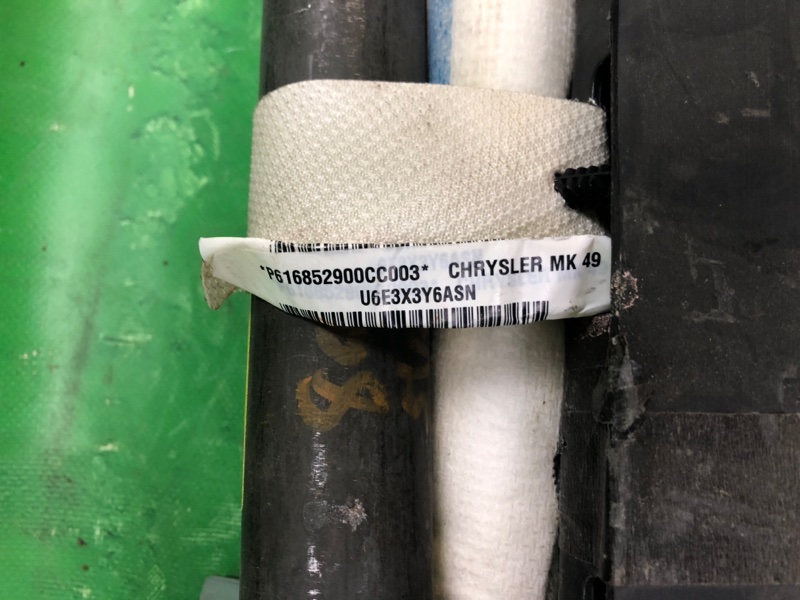 *P616852900CC003* CHRYSLER MK 49
U6E3X3Y6ASN